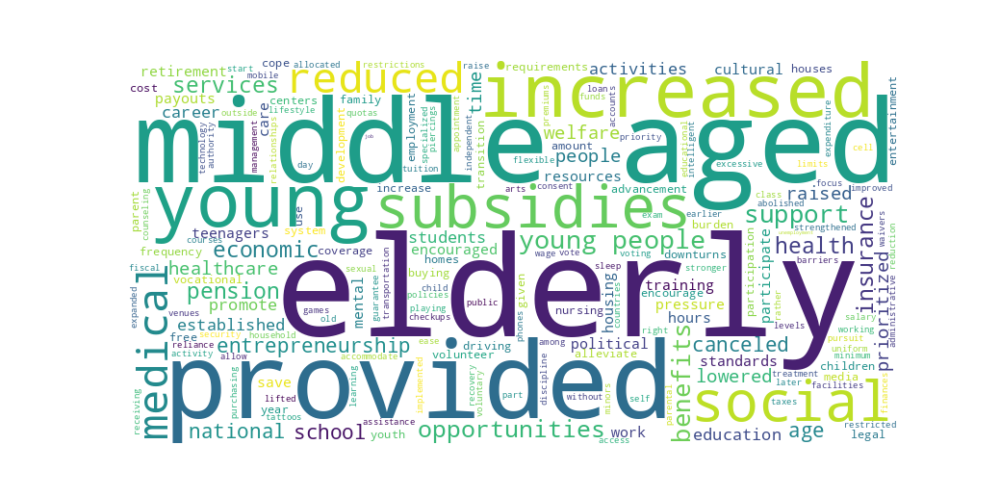 retirement start cope allocated restrictions raise requirements activities cultural houses
cost mobile reduced increased loan
payouts services centers family time funds premiums accounts entertainment
career outside lifestyle quotas are
middle aged
technology authority management relationships day development employment tuition specialized piercings appointment independent transition flexible
welfare people amount priority resources educational intelligent excessive expenditure limits cell
job
young subsidies
parent counseling increase arts consent advancement class focus improved
use exam earlier abolished raised
teenagers system students burden support strengthened
courses encouraged young people
frequency economic coverage wage vote voting downturns participation participate health insurance waivers
fiscal healthcare homes sleep stronger barriers prioritized administrative reduction
vocational mental sexual buying elderly housing countries encourage training unemployment
expanded pension guarantee transportation child policies given
medical promote games checkups public nursing pressure rather levels salary
venues established old playing hours right working pursuit
free security household phones political canceled uniform
reliance entrepreneurship ease driving among alleviate standards minimum
activity allow accommodate volunteer discipline treatment children
provided without benefits lowered later media facilities
save purchasing lifted learning implemented recovery voluntary part self minors parental taxes finances
year tattoos social
receiving assistance opportunities restricted
national school youth access work education age legal